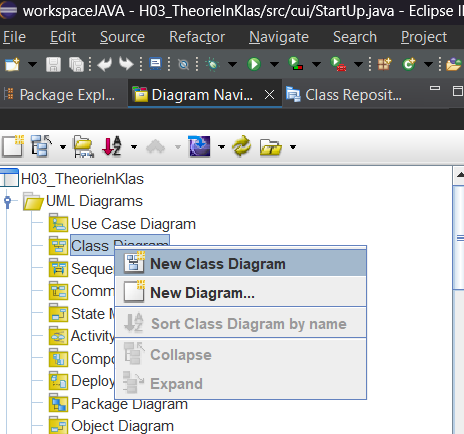 workspaceJAVA - H03_TheorieInKlas/src/cui/StartUp.java - Eclipse I
File Edit Source Refactor Navigate Search Project
Package Expl... Diagram Navi... Class Reposit...
H03_TheorieInKlas
UML Diagrams
Use Case Diagram
Class Diagram
New Class Diagram
Seque
Comm
New Diagram...
State M
Sort Class Diagram by name
Activity
Compo
Collapse
Deploy
Expand
Package Diagram
Object Diagram